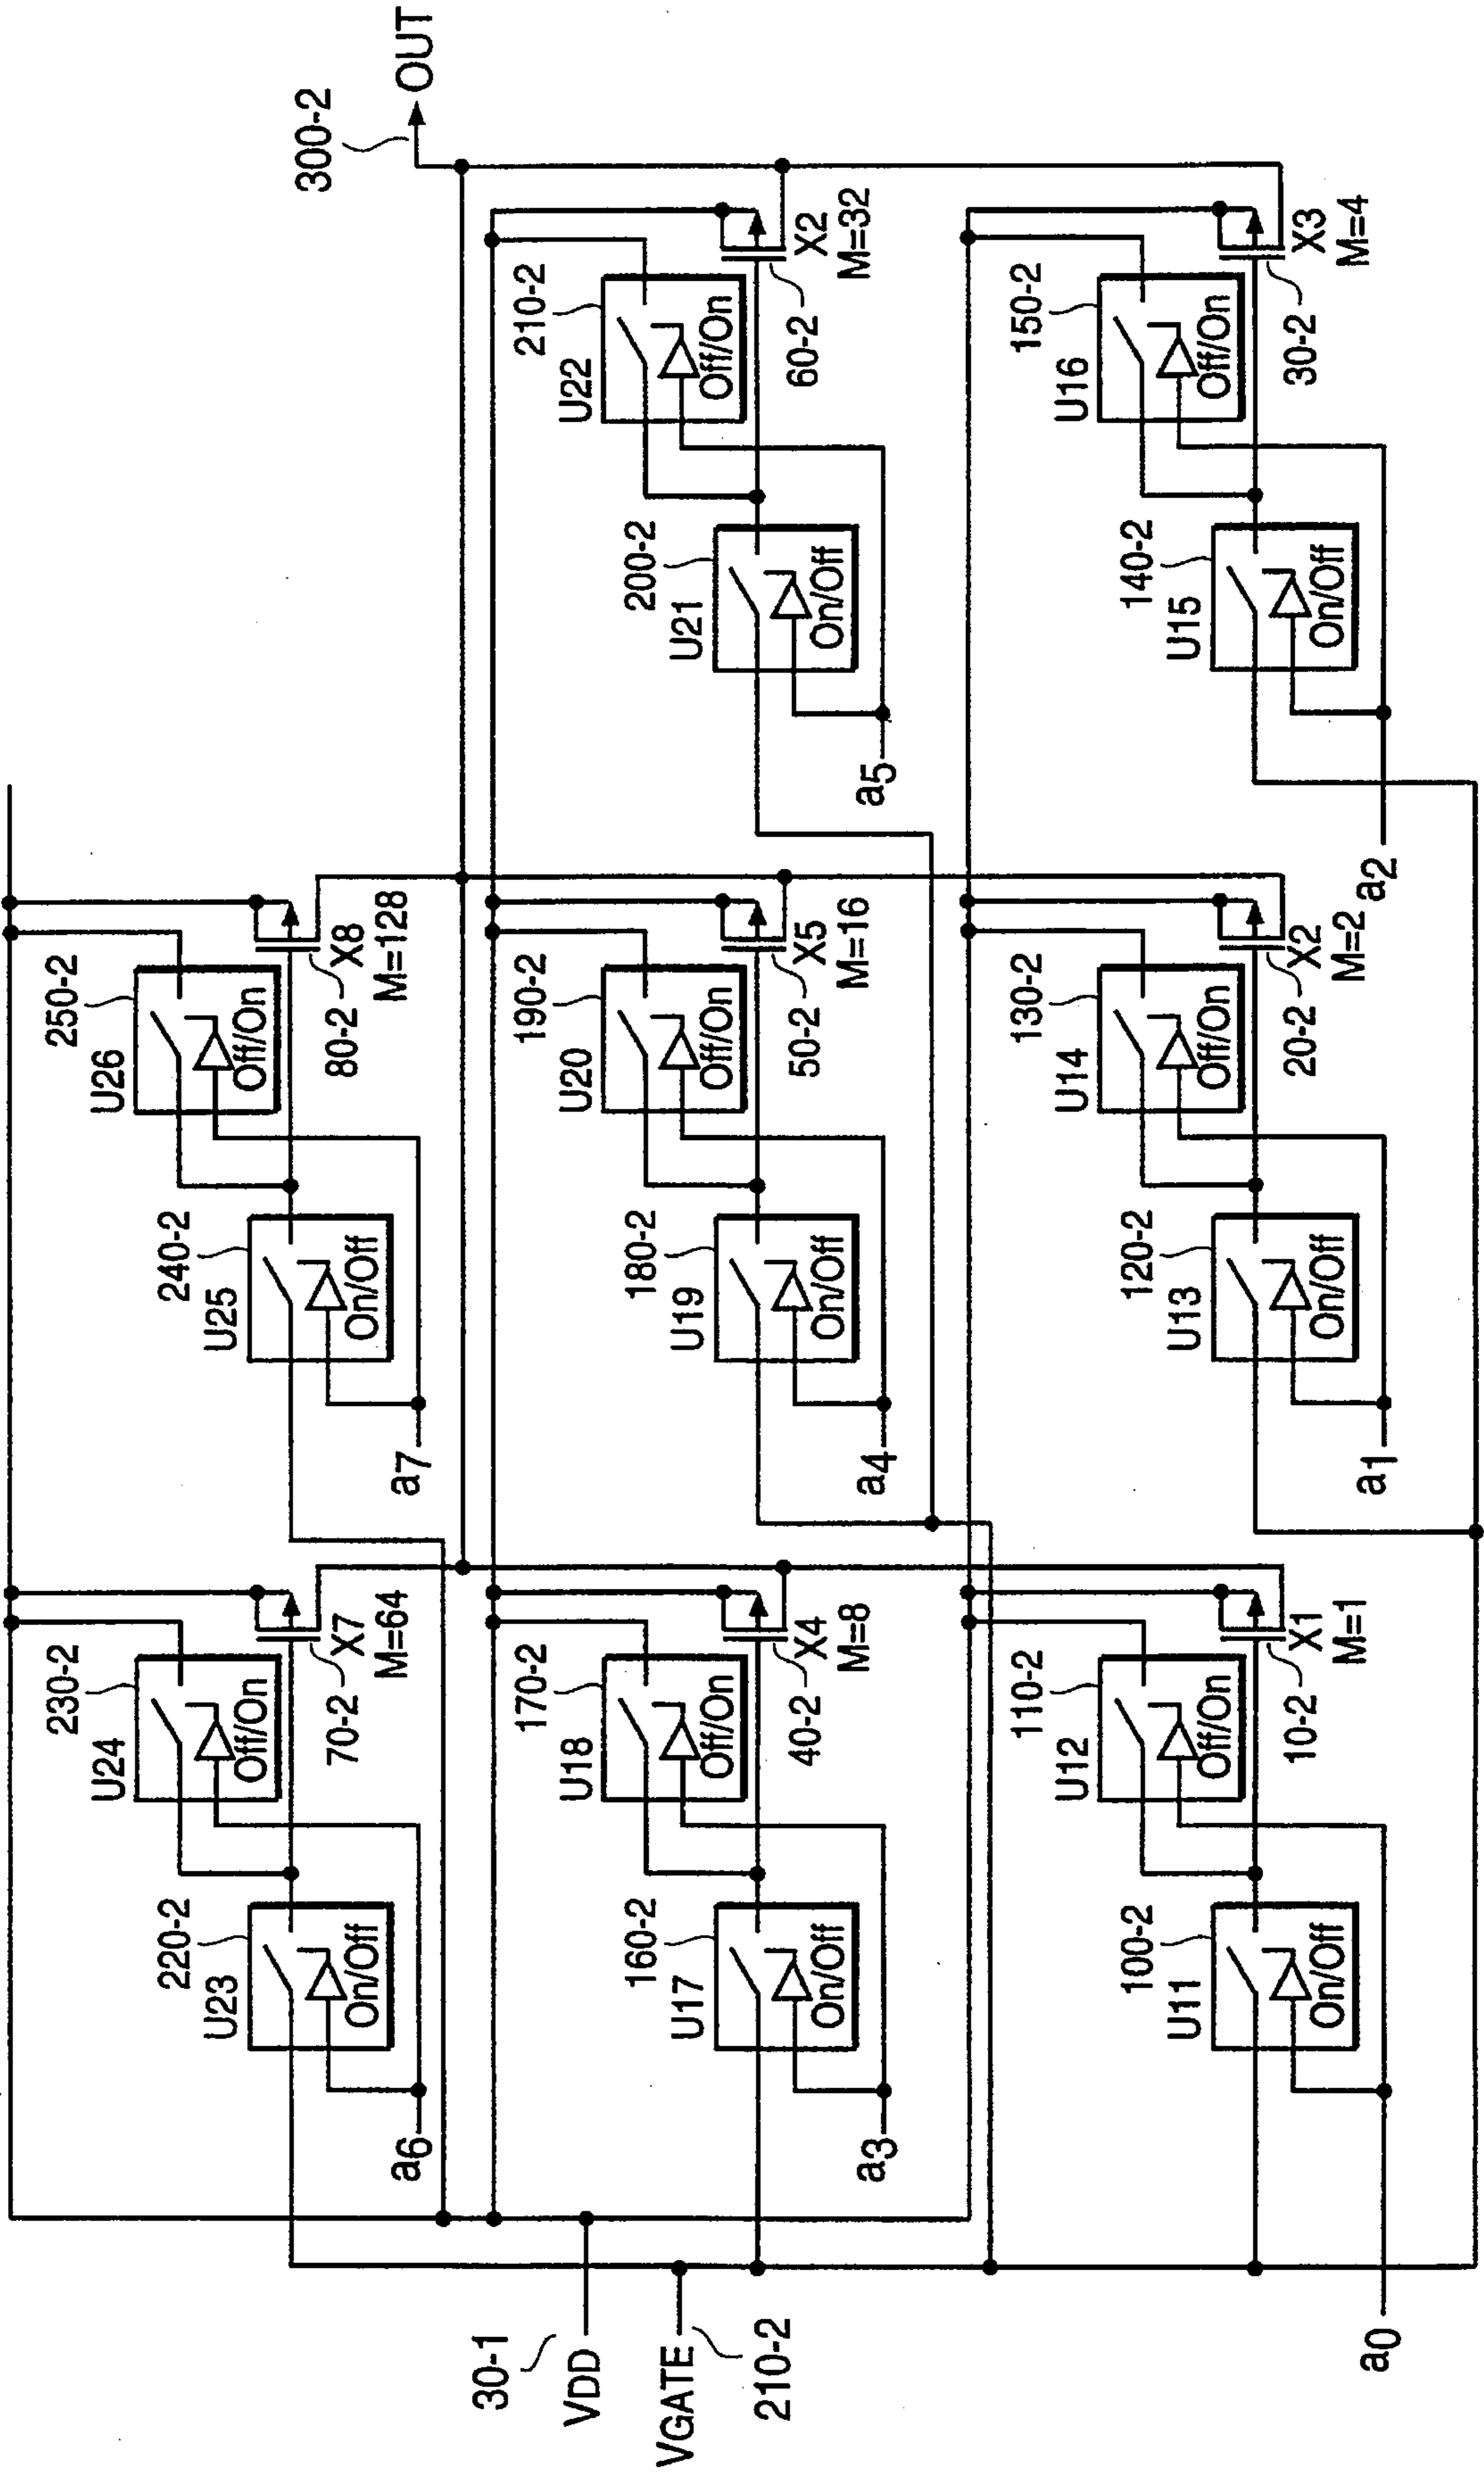 300-2
OUT
250-2
U26
Off/On
80-2
X8
M=128
240-2
U25
On/Off
a7
230-2
U24
Off/On
70-2
X7
M=64
220-2
U23
On/Off
a6
210-2
U22
Off/On
60-2
X2
M=32
200-2
U21
On/Off
a5
190-2
U20
Off/On
50-2
X5
M=16
180-2
U19
On/Off
a4
170-2
U18
Off/On
40-2
X4
M=8
160-2
U17
On/Off
a3
150-2
U16
Off/On
30-2
X3
M=4
140-2
U15
On/Off
a2
130-2
U14
Off/On
20-2
X2
M=2
120-2
U13
On/Off
a1
110-2
U12
Off/On
10-2
X1
M=1
100-2
U11
On/Off
a0
30-1
VDD
VGATE
210-2